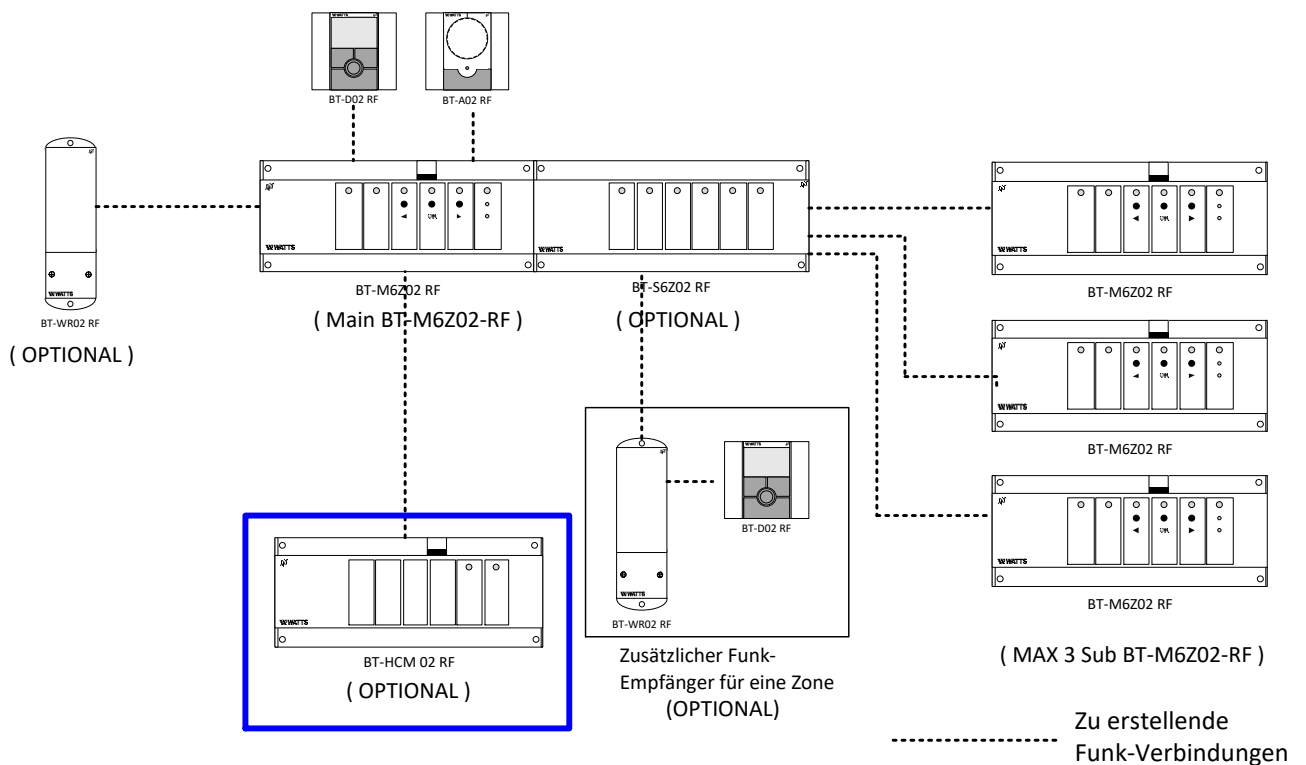 WATTS
WATTS
BT-D02 RF
BT-A02 RF
WATTS
BT-WR02 RF
( OPTIONAL )
OK
WATTS
WATTS
BT-M6Z02 RF
( Main BT-M6Z02-RF )
BT-S6Z02 RF
( OPTIONAL )
OK
WATTS
BT-M6Z02 RF
OK
WATTS
BT-M6Z02 RF
OK
WATTS
BT-M6Z02 RF
( MAX 3 Sub BT-M6Z02-RF )
WATTS
BT-HCM 02 RF
( OPTIONAL )
WATTS
BT-D02 RF
WATTS
BT-WR02 RF
Zusätzlicher Funk-
Empfänger für eine Zone
(OPTIONAL)
Zu erstellende
Funk-Verbindungen